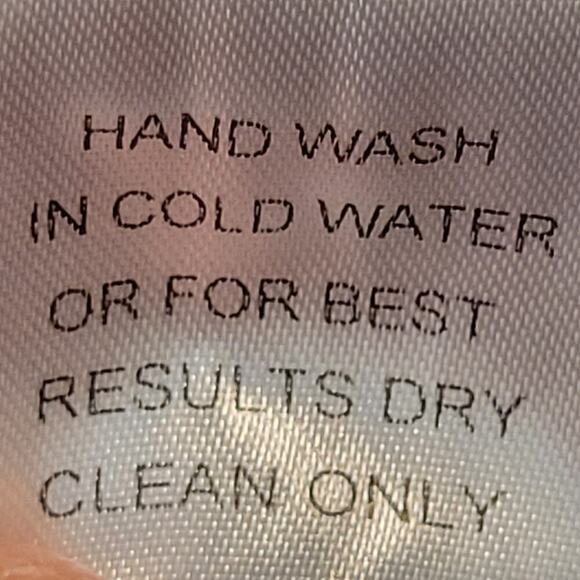 HAND WASH
IN COLD WATER
OR FOR BEST
RESULTS DRY
CLEAN ONLY